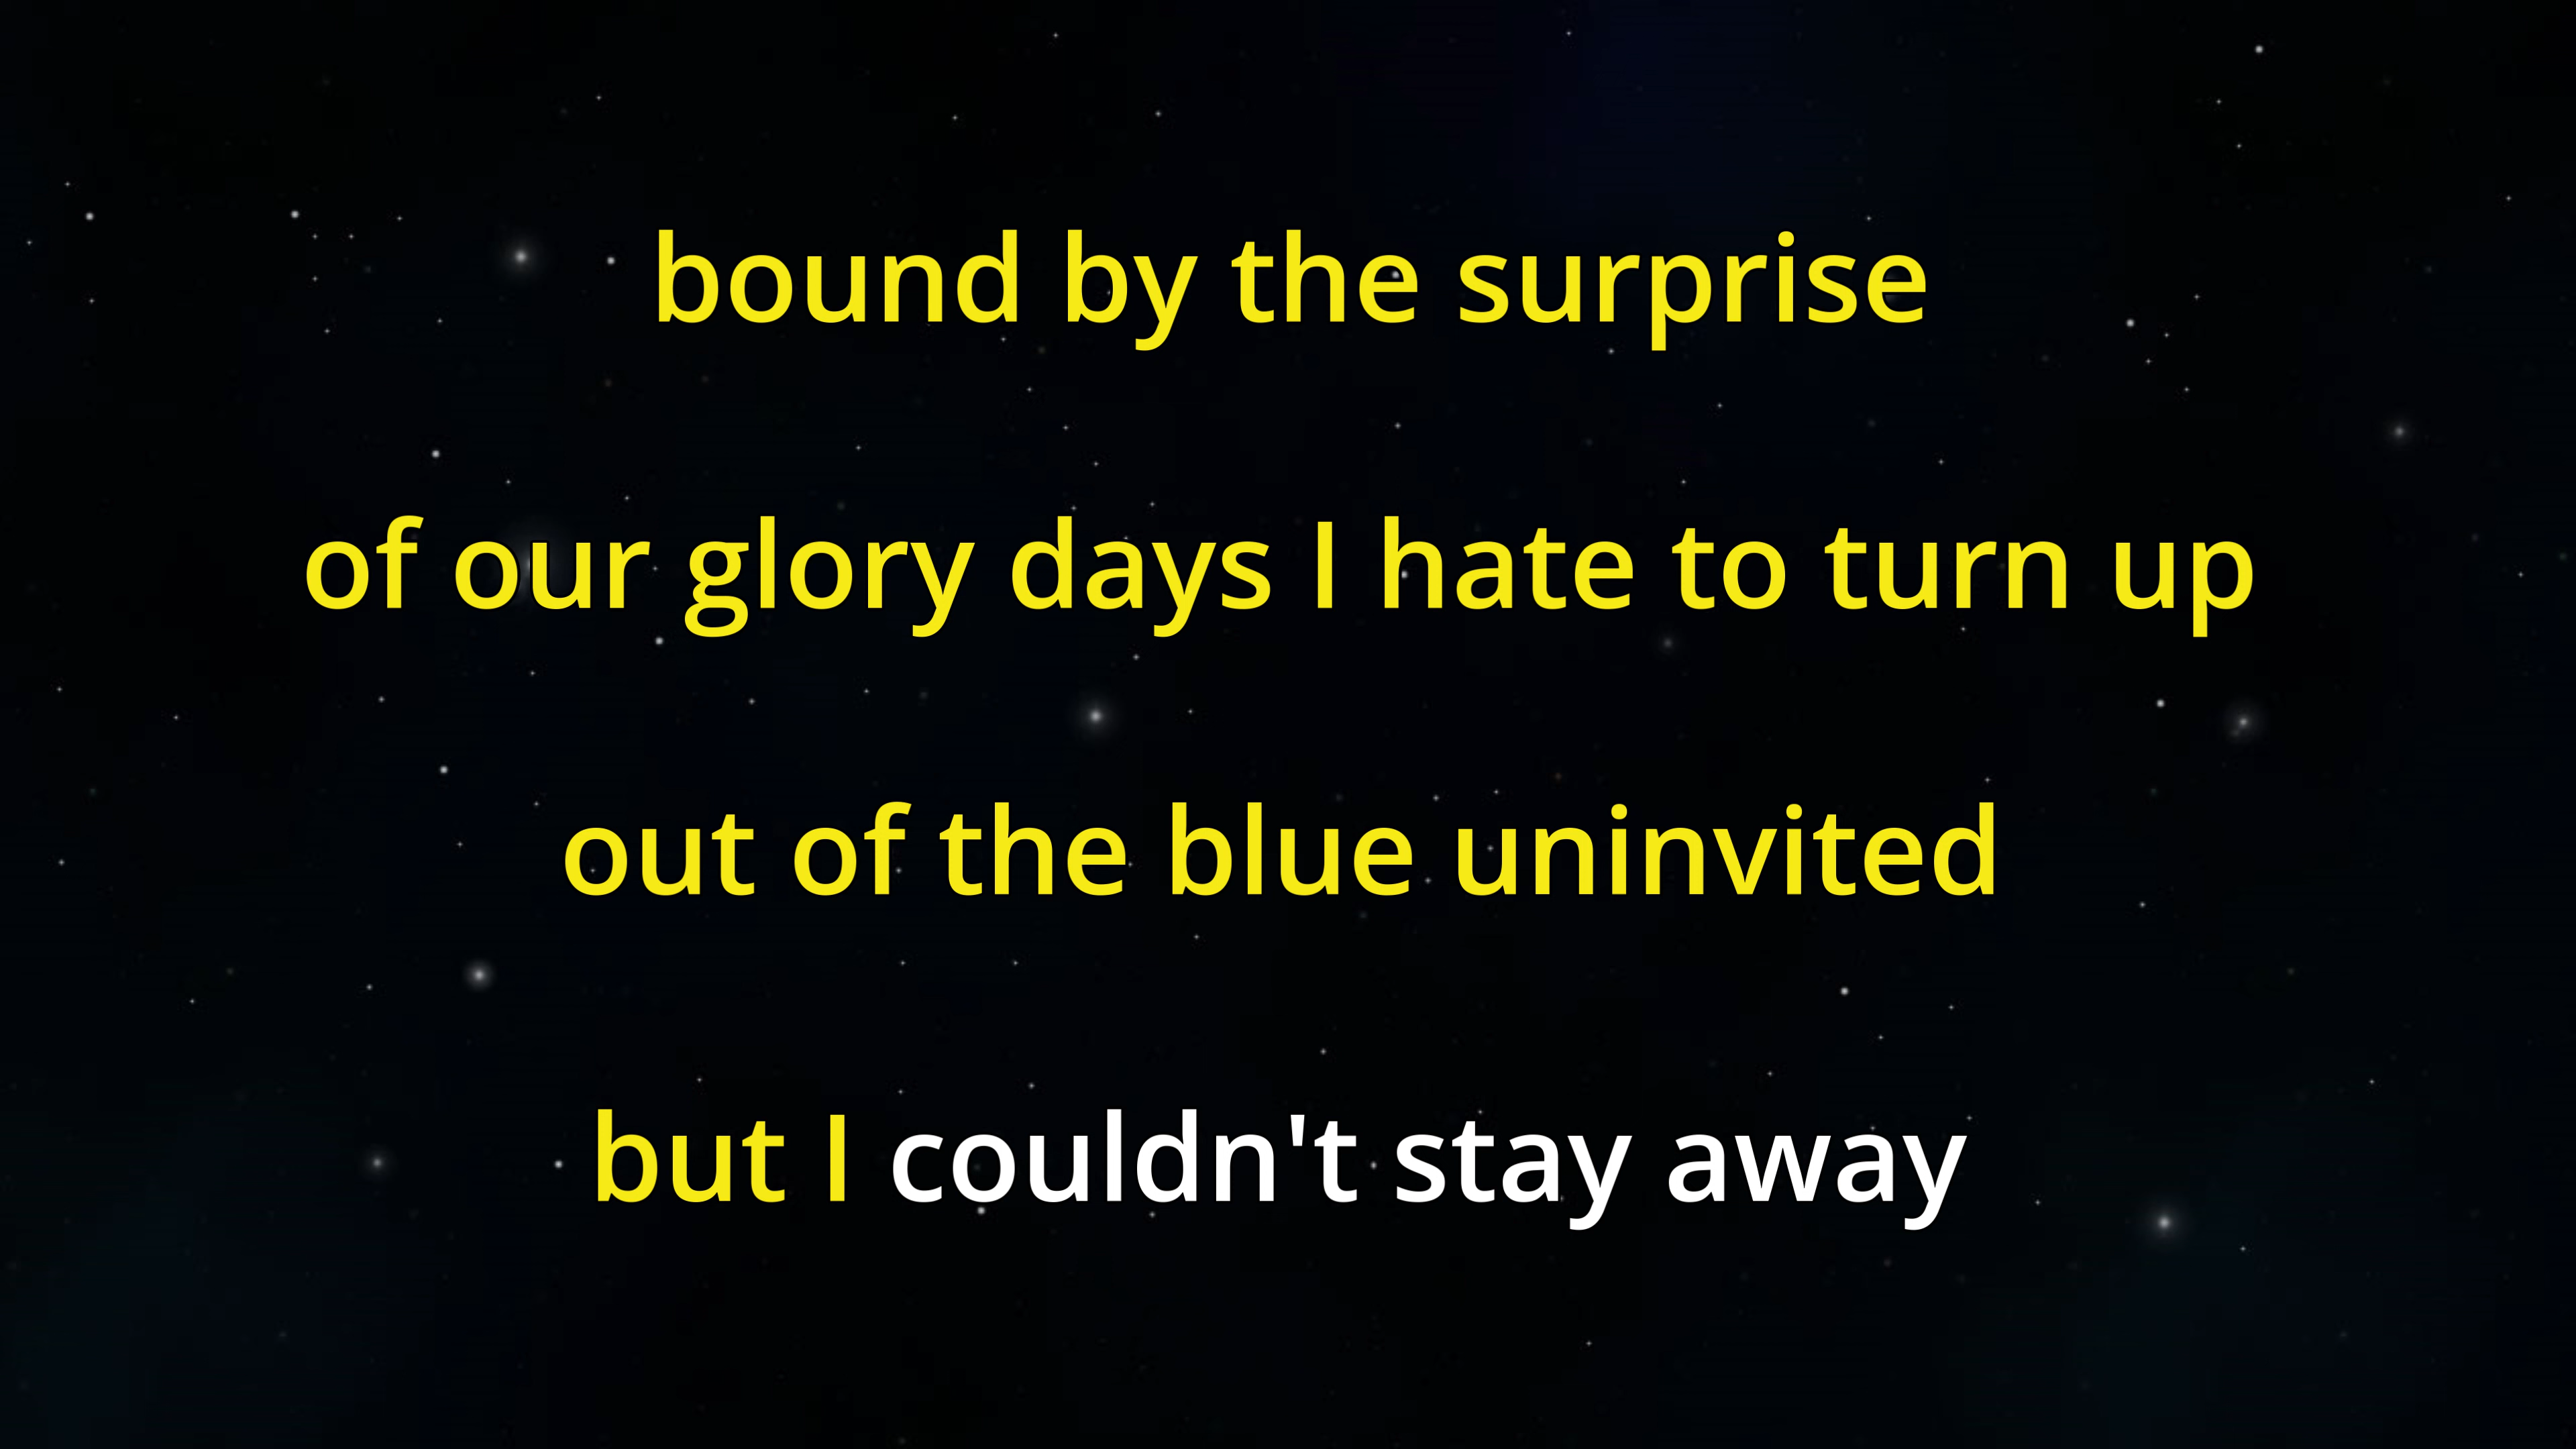 bound by the surprise
of our glory days I hate to turn up
out of the blue uninvited
but I couldn't stay away